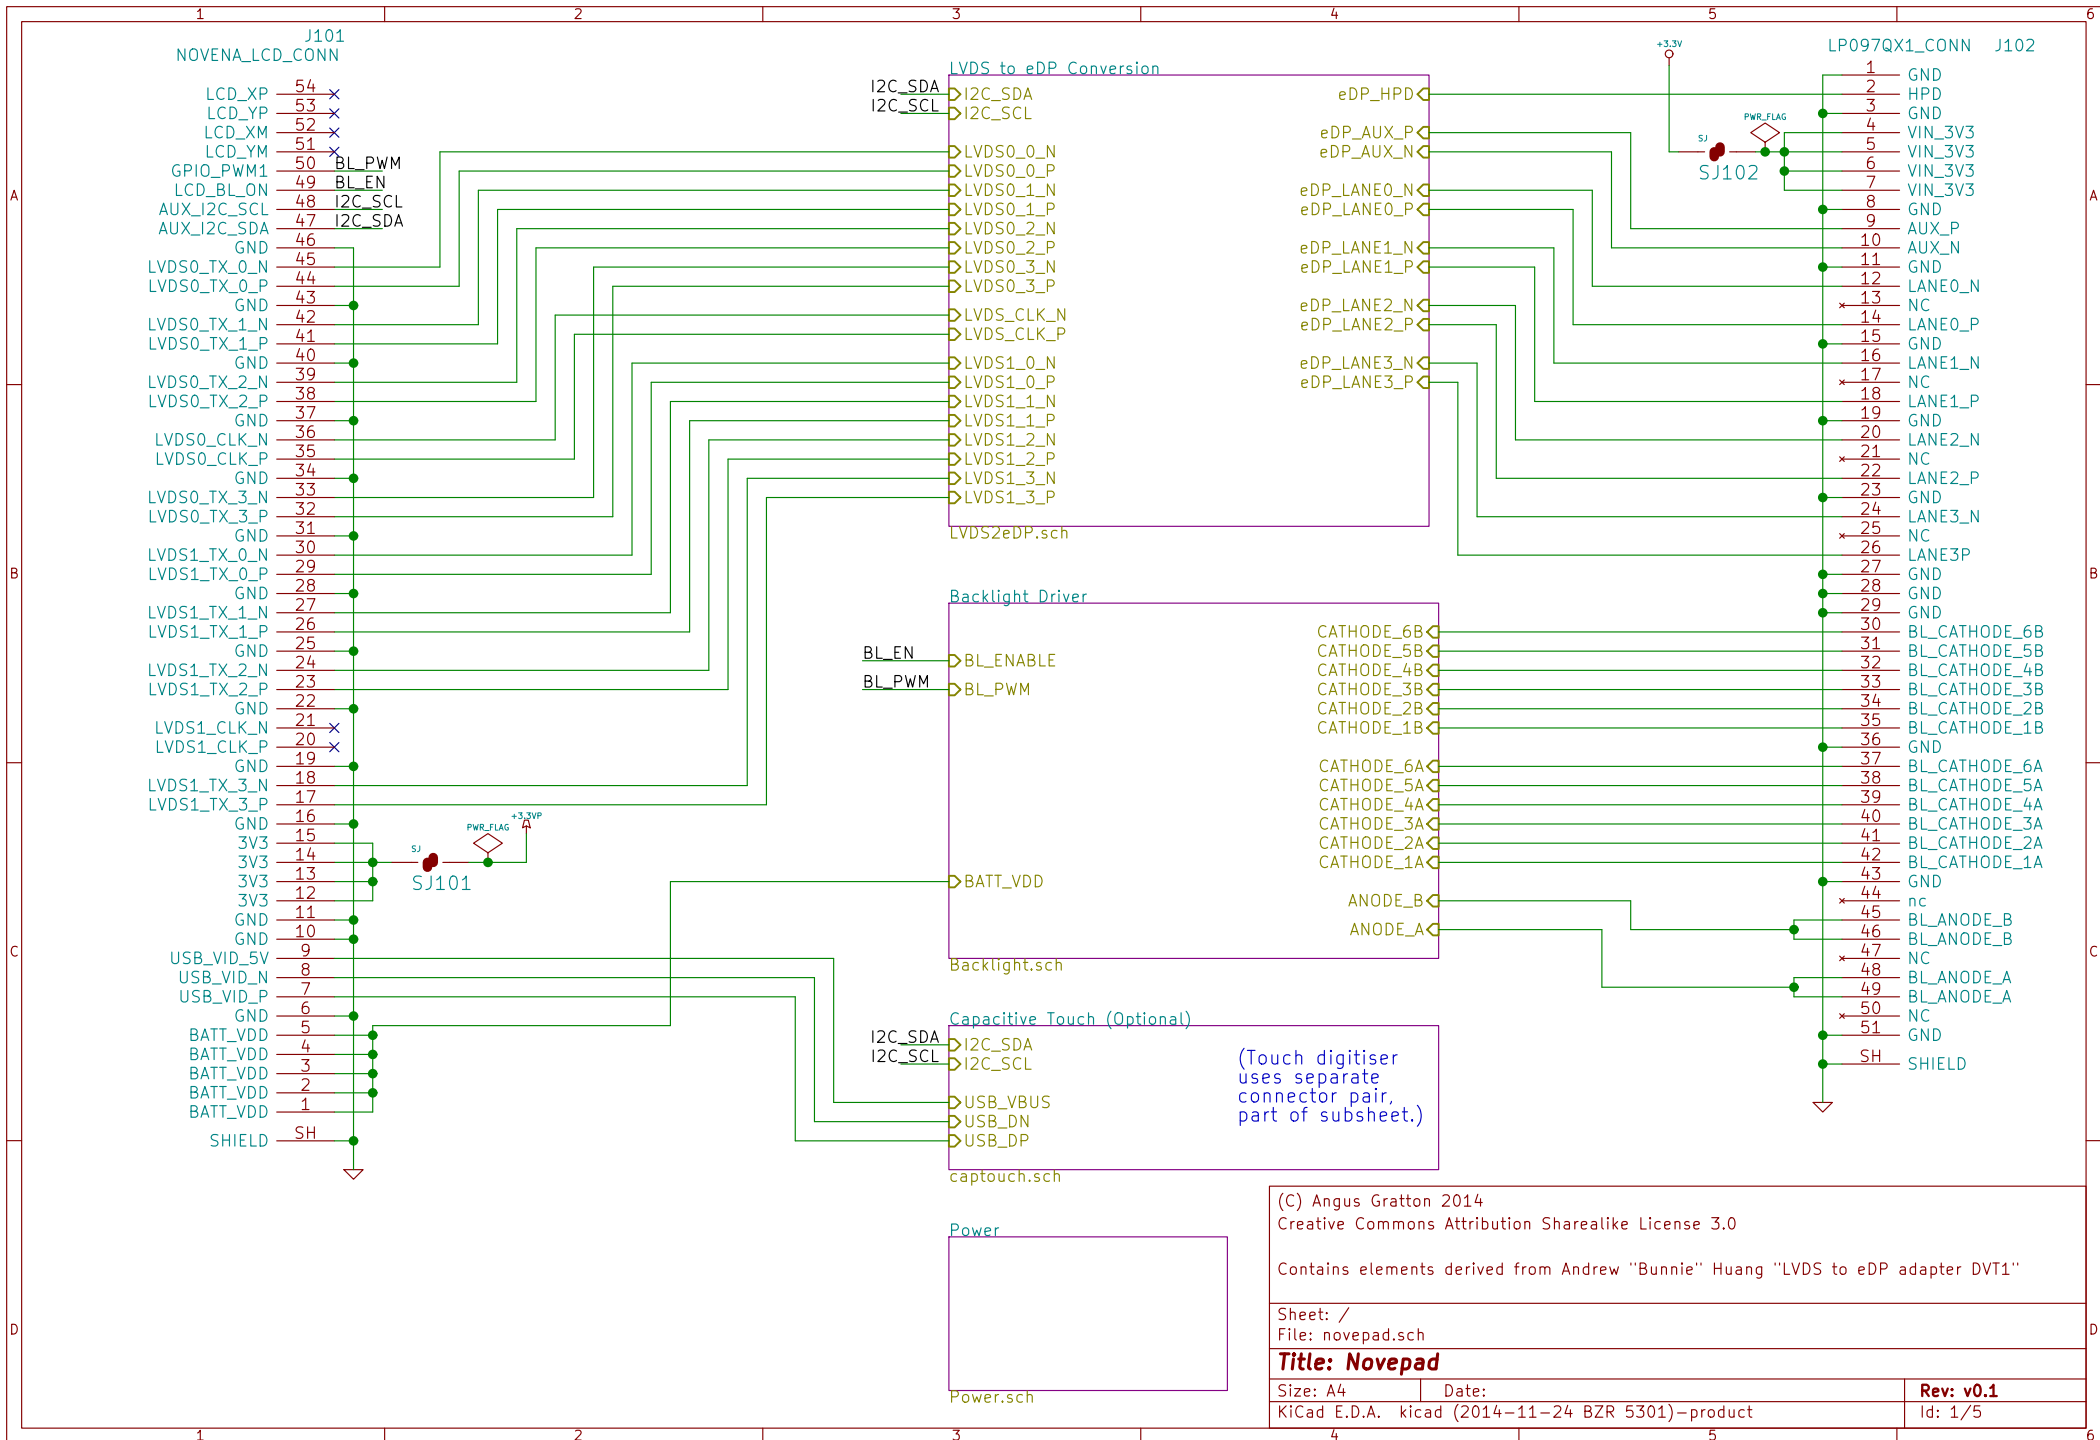 1 2 3 4 5 6
A
B
C
D
J101
NOVENA_LCD_CONN
LCD_XP 54
LCD_YP 53
LCD_XM 52
LCD_YM 51
GPIO_PWM1 50 BL_PWM
LCD_BL_ON 49 BL_EN
AUX_I2C_SCL 48 I2C_SCL
AUX_I2C_SDA 47 I2C_SDA
GND 46
LVDS0_TX_0_N 45
LVDS0_TX_0_P 44
GND 43
LVDS0_TX_1_N 42
LVDS0_TX_1_P 41
GND 40
LVDS0_TX_2_N 39
LVDS0_TX_2_P 38
GND 37
LVDS0_CLK_N 36
LVDS0_CLK_P 35
GND 34
LVDS0_TX_3_N 33
LVDS0_TX_3_P 32
GND 31
LVDS1_TX_0_N 30
LVDS1_TX_0_P 29
GND 28
LVDS1_TX_1_N 27
LVDS1_TX_1_P 26
GND 25
LVDS1_TX_2_N 24
LVDS1_TX_2_P 23
GND 22
LVDS1_CLK_N 21
LVDS1_CLK_P 20
GND 19
LVDS1_TX_3_N 18
LVDS1_TX_3_P 17
GND 16
3V3 15
3V3 14
3V3 13
3V3 12
GND 11
GND 10
USB_VID_5V 9
USB_VID_N 8
USB_VID_P 7
GND 6
BATT_VDD 5
BATT_VDD 4
BATT_VDD 3
BATT_VDD 2
BATT_VDD 1
SHIELD SH
SJ
SJ101
PWR_FLAG
+3.3VP
LVDS to eDP Conversion
I2C_SDA I2C_SDA
I2C_SCL I2C_SCL
LVDS0_0_N
LVDS0_0_P
LVDS0_1_N
LVDS0_1_P
LVDS0_2_N
LVDS0_2_P
LVDS0_3_N
LVDS0_3_P
LVDS_CLK_N
LVDS_CLK_P
LVDS1_0_N
LVDS1_0_P
LVDS1_1_N
LVDS1_1_P
LVDS1_2_N
LVDS1_2_P
LVDS1_3_N
LVDS1_3_P
eDP_HPD
eDP_AUX_P
eDP_AUX_N
eDP_LANE0_N
eDP_LANE0_P
eDP_LANE1_N
eDP_LANE1_P
eDP_LANE2_N
eDP_LANE2_P
eDP_LANE3_N
eDP_LANE3_P
LVDS2eDP.sch
Backlight Driver
BL_EN BL_ENABLE
BL_PWM BL_PWM
BATT_VDD
CATHODE_6B
CATHODE_5B
CATHODE_4B
CATHODE_3B
CATHODE_2B
CATHODE_1B
CATHODE_6A
CATHODE_5A
CATHODE_4A
CATHODE_3A
CATHODE_2A
CATHODE_1A
ANODE_B
ANODE_A
Backlight.sch
Capacitive Touch (Optional)
I2C_SDA I2C_SDA
I2C_SCL I2C_SCL
USB_VBUS
USB_DN
USB_DP
(Touch digitiser
uses separate
connector pair,
part of subsheet.)
captouch.sch
Power
Power.sch
+3.3V
SJ
SJ102
PWR_FLAG
LP097QX1_CONN J102
1 GND
2 HPD
3 GND
4 VIN_3V3
5 VIN_3V3
6 VIN_3V3
7 VIN_3V3
8 GND
9 AUX_P
10 AUX_N
11 GND
12 LANE0_N
13 NC
14 LANE0_P
15 GND
16 LANE1_N
17 NC
18 LANE1_P
19 GND
20 LANE2_N
21 NC
22 LANE2_P
23 GND
24 LANE3_N
25 NC
26 LANE3P
27 GND
28 GND
29 GND
30 BL_CATHODE_6B
31 BL_CATHODE_5B
32 BL_CATHODE_4B
33 BL_CATHODE_3B
34 BL_CATHODE_2B
35 BL_CATHODE_1B
36 GND
37 BL_CATHODE_6A
38 BL_CATHODE_5A
39 BL_CATHODE_4A
40 BL_CATHODE_3A
41 BL_CATHODE_2A
42 BL_CATHODE_1A
43 GND
44 nc
45 BL_ANODE_B
46 BL_ANODE_B
47 NC
48 BL_ANODE_A
49 BL_ANODE_A
50 NC
51 GND
SH SHIELD
A
B
C
D
(C) Angus Gratton 2014
Creative Commons Attribution Sharealike License 3.0
Contains elements derived from Andrew "Bunnie" Huang "LVDS to eDP adapter DVT1"
Sheet: /
File: novepad.sch
Title: Novepad
Size: A4 Date: Rev: v0.1
KiCad E.D.A. kicad (2014-11-24 BZR 5301)-product Id: 1/5
1 2 3 4 5 6